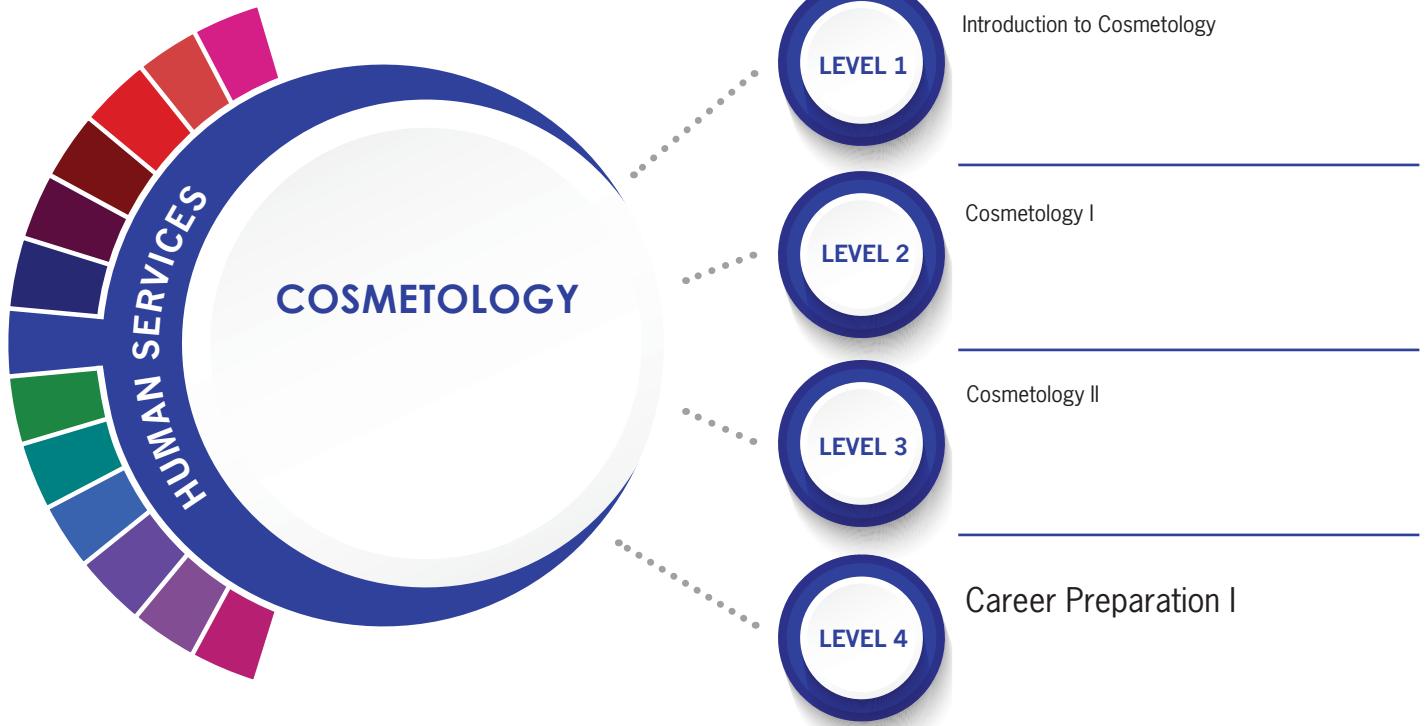 HUMAN SERVICES
COSMETOLOGY
LEVEL 1
Introduction to Cosmetology
LEVEL 2
Cosmetology I
LEVEL 3
Cosmetology II
LEVEL 4
Career Preparation I